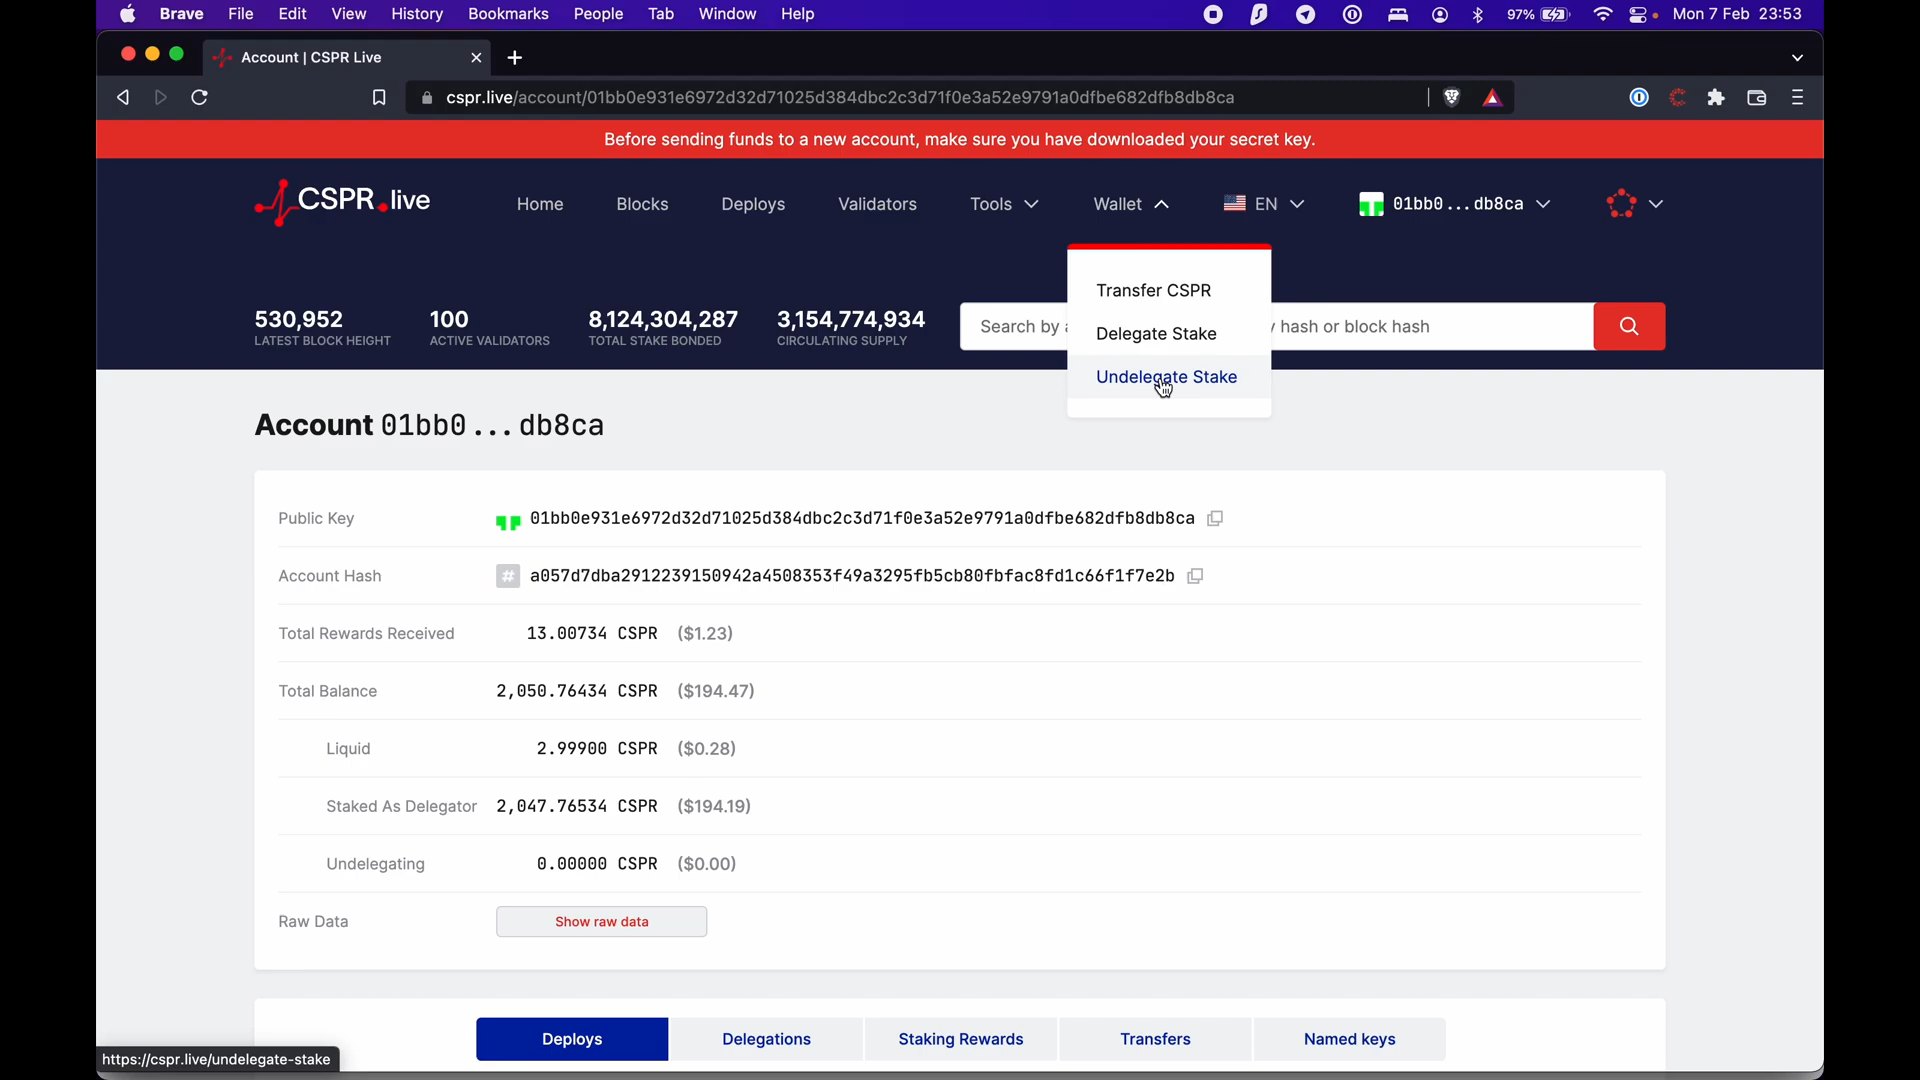 Brave File Edit View History Bookmarks People Tab Window Help 97% Mon 7 Feb 23:53
Account | CSPR Live
cspr.live/account/01bb0e931e6972d32d71025d384dbc2c3d71f0e3a52e9791a0dfbe682dfb8db8ca
Before sending funds to a new account, make sure you have downloaded your secret key.
CSPR.live Home Blocks Deploys Validators Tools Wallet EN 01bb0...db8ca
Transfer CSPR
Delegate Stake
Undelegate Stake
530,952 100 8,124,304,287 3,154,774,934
LATEST BLOCK HEIGHT ACTIVE VALIDATORS TOTAL STAKE BONDED CIRCULATING SUPPLY
Search by hash or block hash
Account 01bb0...db8ca
Public Key 01bb0e931e6972d32d71025d384dbc2c3d71f0e3a52e9791a0dfbe682dfb8db8ca
Account Hash # a057d7dba2912239150942a4508353f49a3295fb5cb80fbfac8fd1c66f1f7e2b
Total Rewards Received 13.00734 CSPR ($1.23)
Total Balance 2,050.76434 CSPR ($194.47)
Liquid 2.99900 CSPR ($0.28)
Staked As Delegator 2,047.76534 CSPR ($194.19)
Undelegating 0.00000 CSPR ($0.00)
Raw Data Show raw data
Deploys Delegations Staking Rewards Transfers Named keys
https://cspr.live/undelegate-stake